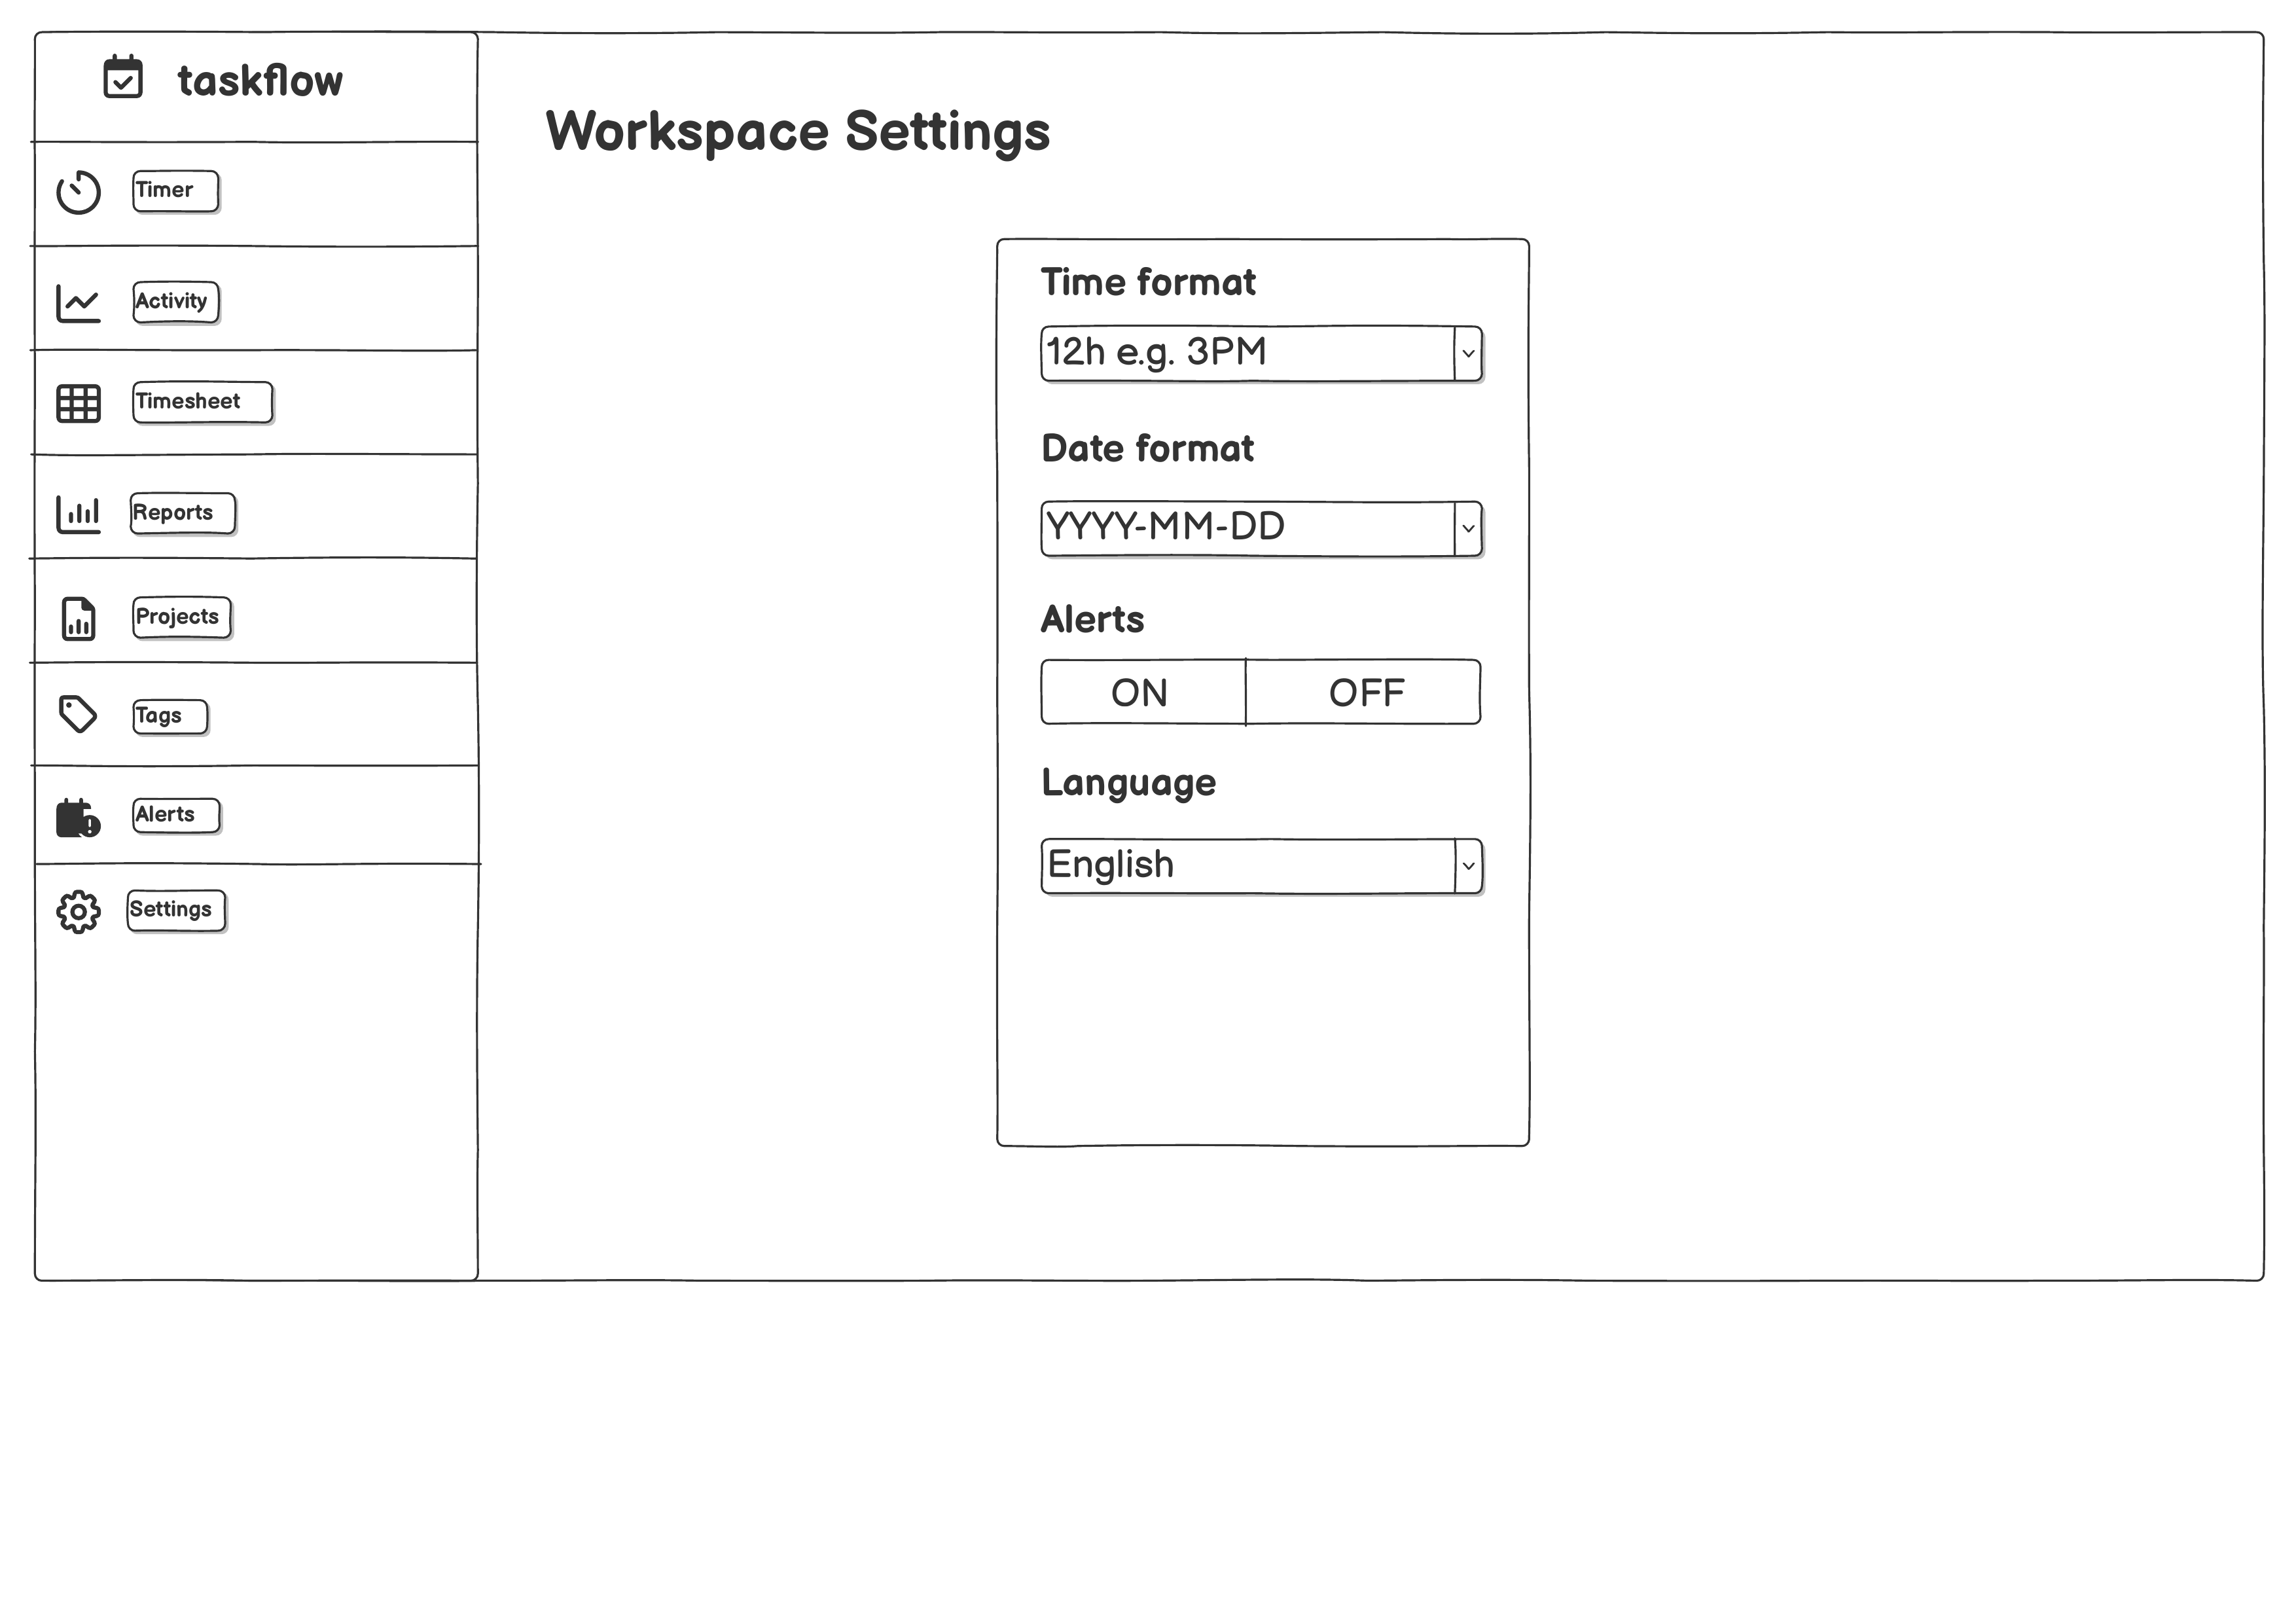 taskflow
Timer
Activity
Timesheet
Reports
Projects
Tags
Alerts
Settings
Workspace Settings
Time format
12h e.g. 3PM
Date format
YYYY-MM-DD
Alerts
ON OFF
Language
English